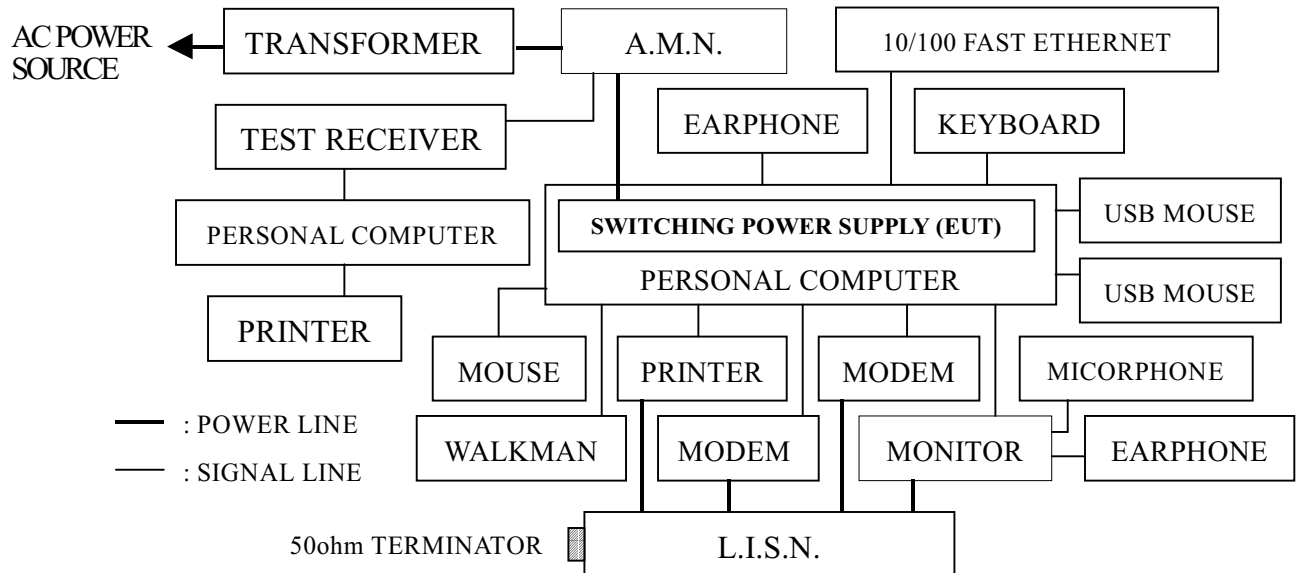 AC POWER
SOURCE
TRANSFORMER
A.M.N.
10/100 FAST ETHERNET
TEST RECEIVER
EARPHONE
KEYBOARD
PERSONAL COMPUTER
SWITCHING POWER SUPPLY (EUT)
PERSONAL COMPUTER
USB MOUSE
USB MOUSE
PRINTER
MOUSE
PRINTER
MODEM
MICORPHONE
: POWER LINE
WALKMAN
MODEM
MONITOR
EARPHONE
: SIGNAL LINE
50ohm TERMINATOR
L.I.S.N.